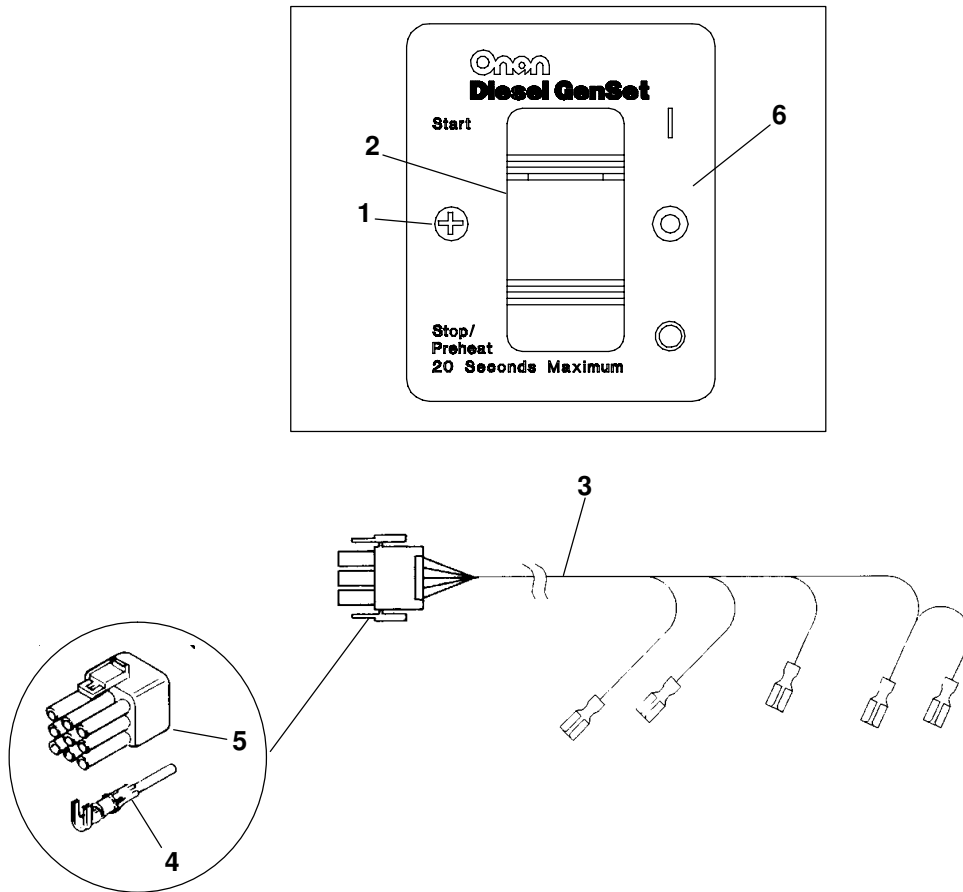 Onan
Diesel GenSet
Start
2
6
1
Stop/
Preheat
20 Seconds Maximum
3
5
4